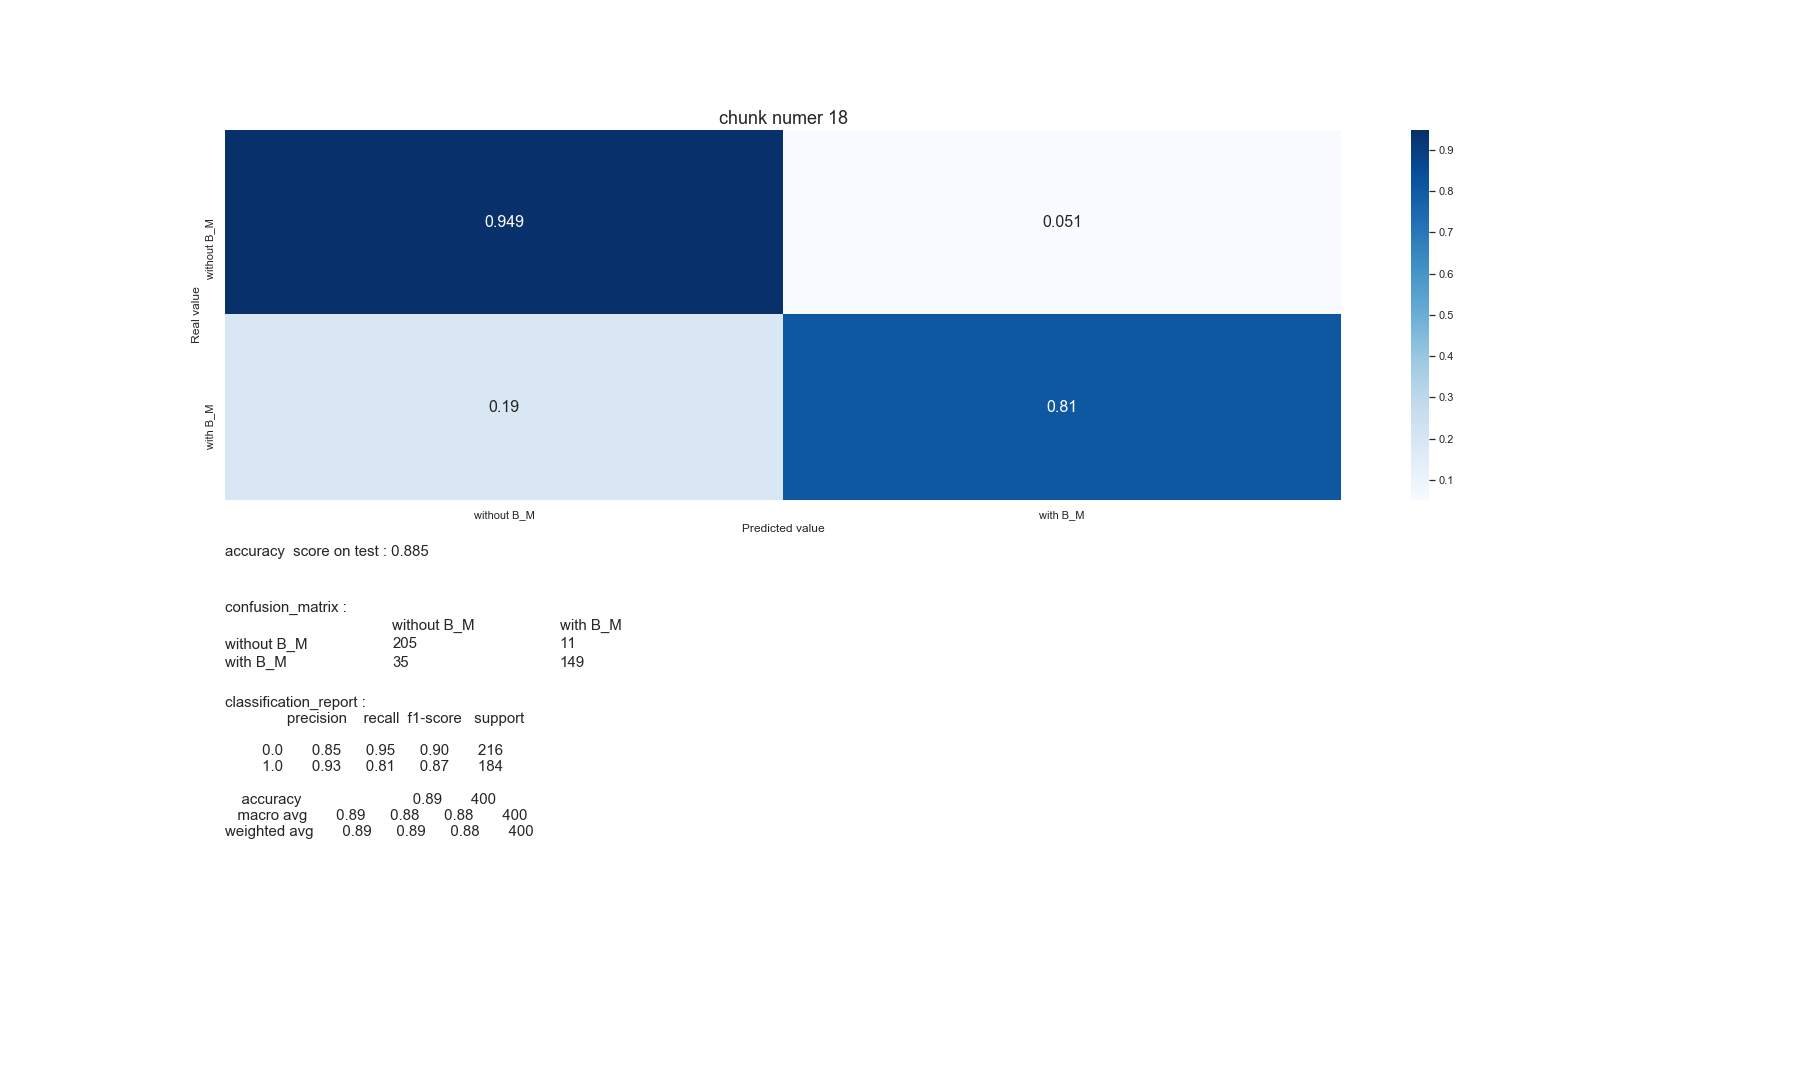 chunk numer 18
0.949 0.051
0.19 0.81
without B_M
with B_M
Real value
without B_M with B_M
Predicted value
0.9
0.8
0.7
0.6
0.5
0.4
0.3
0.2
0.1
accuracy  score on test : 0.885
confusion_matrix :
without B_M with B_M
without B_M 205 11
with B_M 35 149
classification_report :
precision recall f1-score support
0.0 0.85 0.95 0.90 216
1.0 0.93 0.81 0.87 184
accuracy 0.89 400
macro avg 0.89 0.88 0.88 400
weighted avg 0.89 0.89 0.88 400